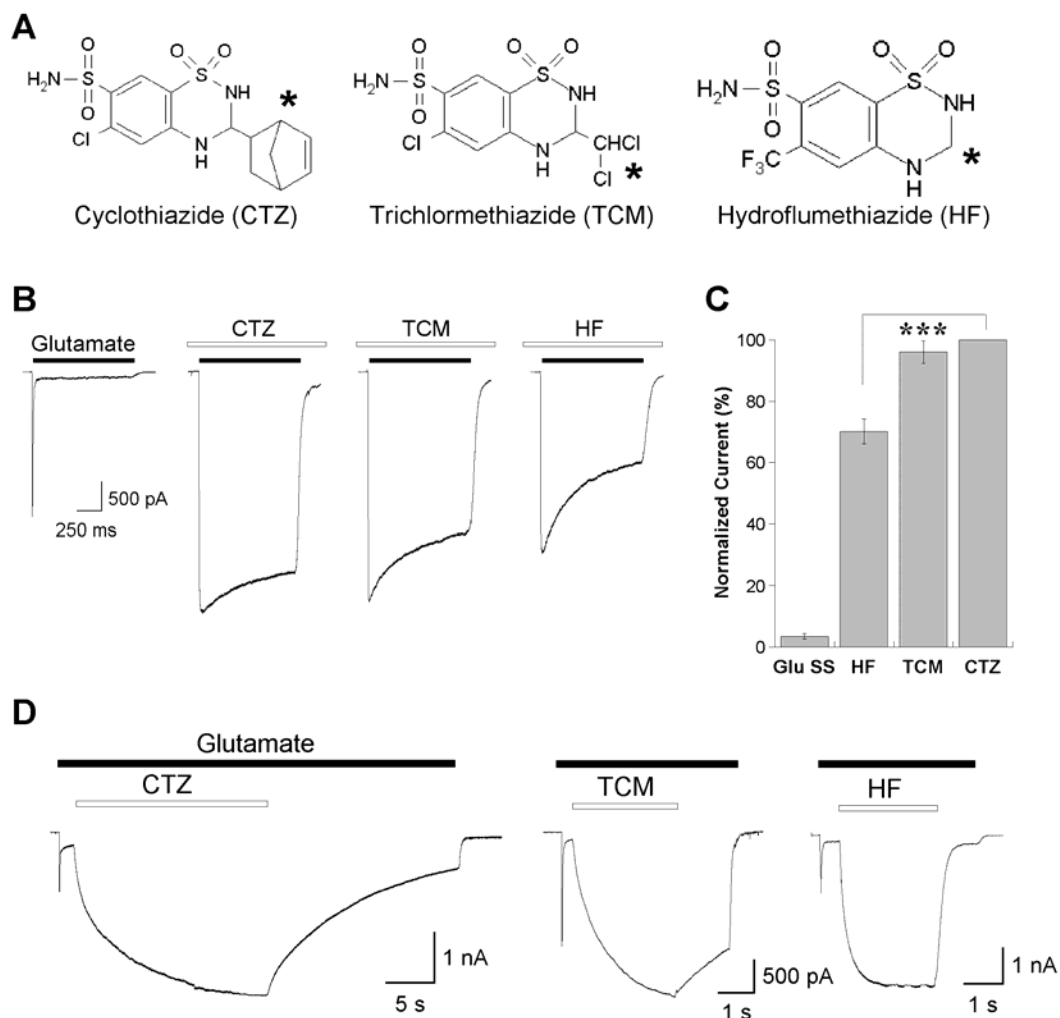 A
Cyclothiazide (CTZ)
Trichlormethiazide (TCM)
Hydroflumethiazide (HF)
H₂N S O O Cl S O O NH N H *
H₂N S O O Cl S O O NH N H CHCl Cl *
H₂N S O O F₃C S O O NH N H *
B
Glutamate
CTZ
TCM
HF
500 pA
250 ms
C
Normalized Current (%)
100
80
60
40
20
0
***
Glu SS HF TCM CTZ
D
Glutamate
CTZ
TCM
HF
1 nA
5 s
500 pA
1 s
1 nA
1 s